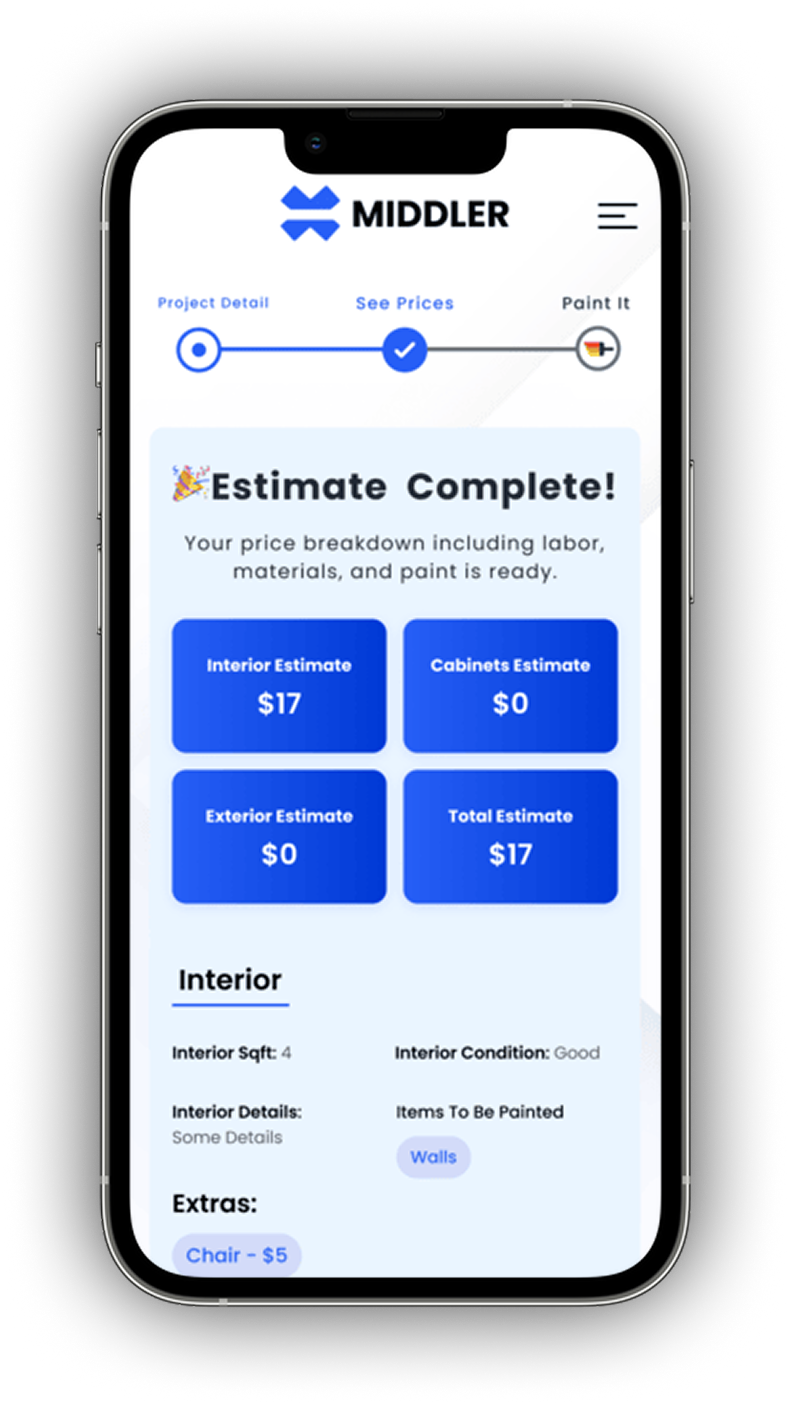 MIDDLER
Project Detail See Prices Paint It
🎉Estimate Complete!
Your price breakdown including labor,
materials, and paint is ready.
Interior Estimate
$17
Cabinets Estimate
$0
Exterior Estimate
$0
Total Estimate
$17
Interior
Interior Sqft: 4
Interior Condition: Good
Interior Details:
Some Details
Items To Be Painted
Walls
Extras:
Chair - $5